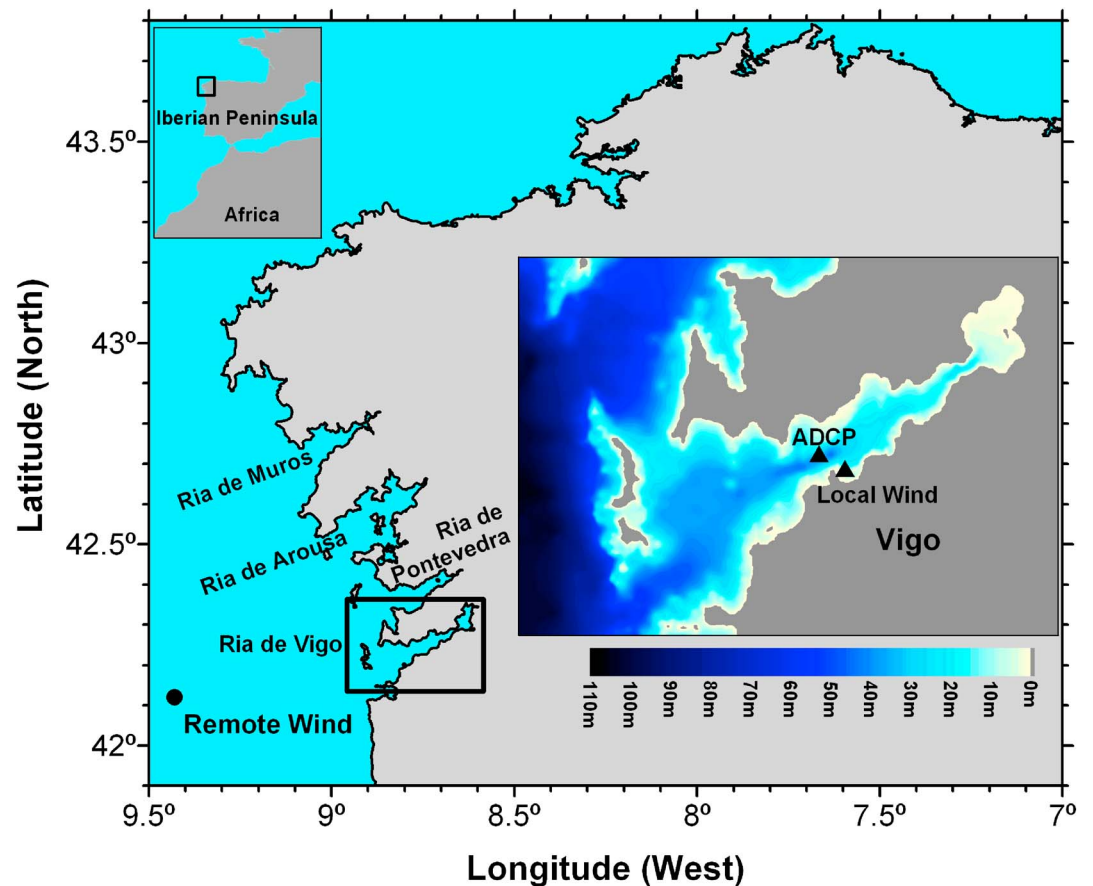 Iberian Peninsula
Africa
Latitude (North)
43.5º
43º
42.5º
42º
Ria de Muros
Ria de Arousa
Ria de
Pontevedra
Ria de Vigo
Remote Wind
ADCP
Local Wind
Vigo
110m
100m
90m
80m
70m
60m
50m
40m
30m
20m
10m
0m
9.5º
9º
8.5º
8º
7.5º
7º
Longitude (West)